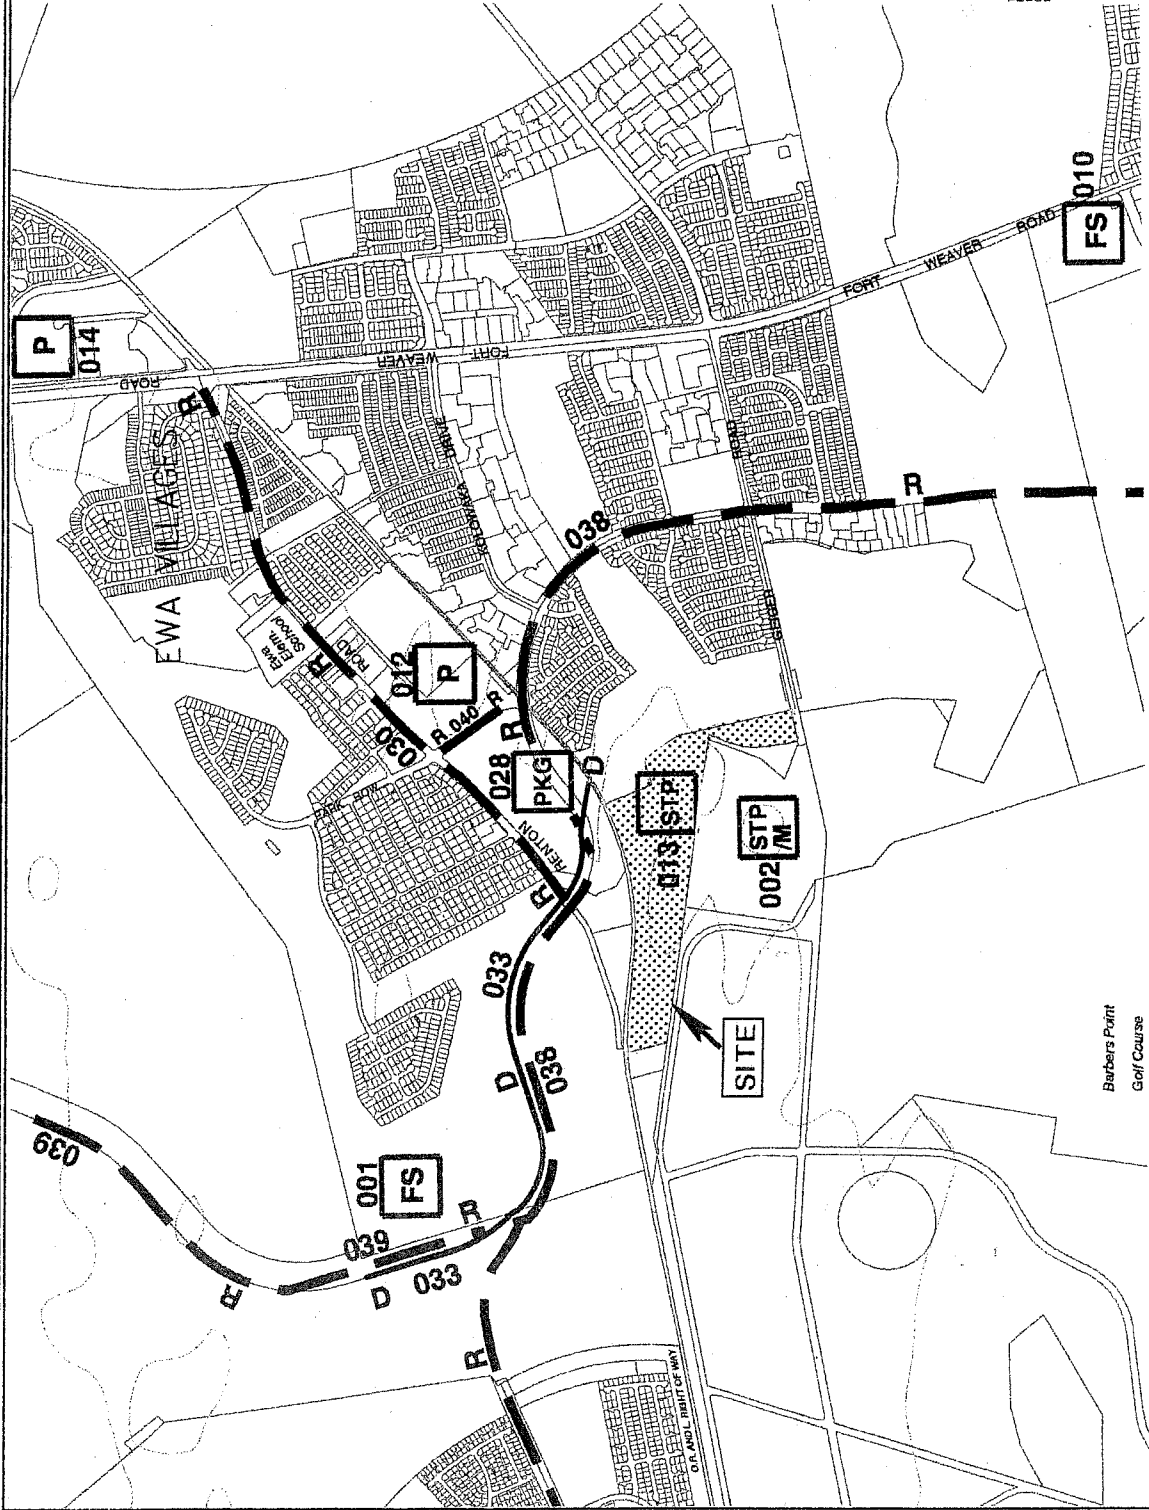 P
014
ROAD
R
EWA VILLAGES
FORT WEAVER
FORT WEAVER ROAD
FS
010
KOLOWAKA DRIVE
Ewa
Elem.
School
ROAD
R
012
P
030
R 040 R
038
R
R
028
PKG
D
PARK ROW
RENTON
R
GEIGER
ROAD
013 STP
002
STP
/M
033
D
038
SITE
039
001
FS
R
039
R
D
033
R
O.R. AND L. RIGHT OF WAY
Barbers Point
Golf Course